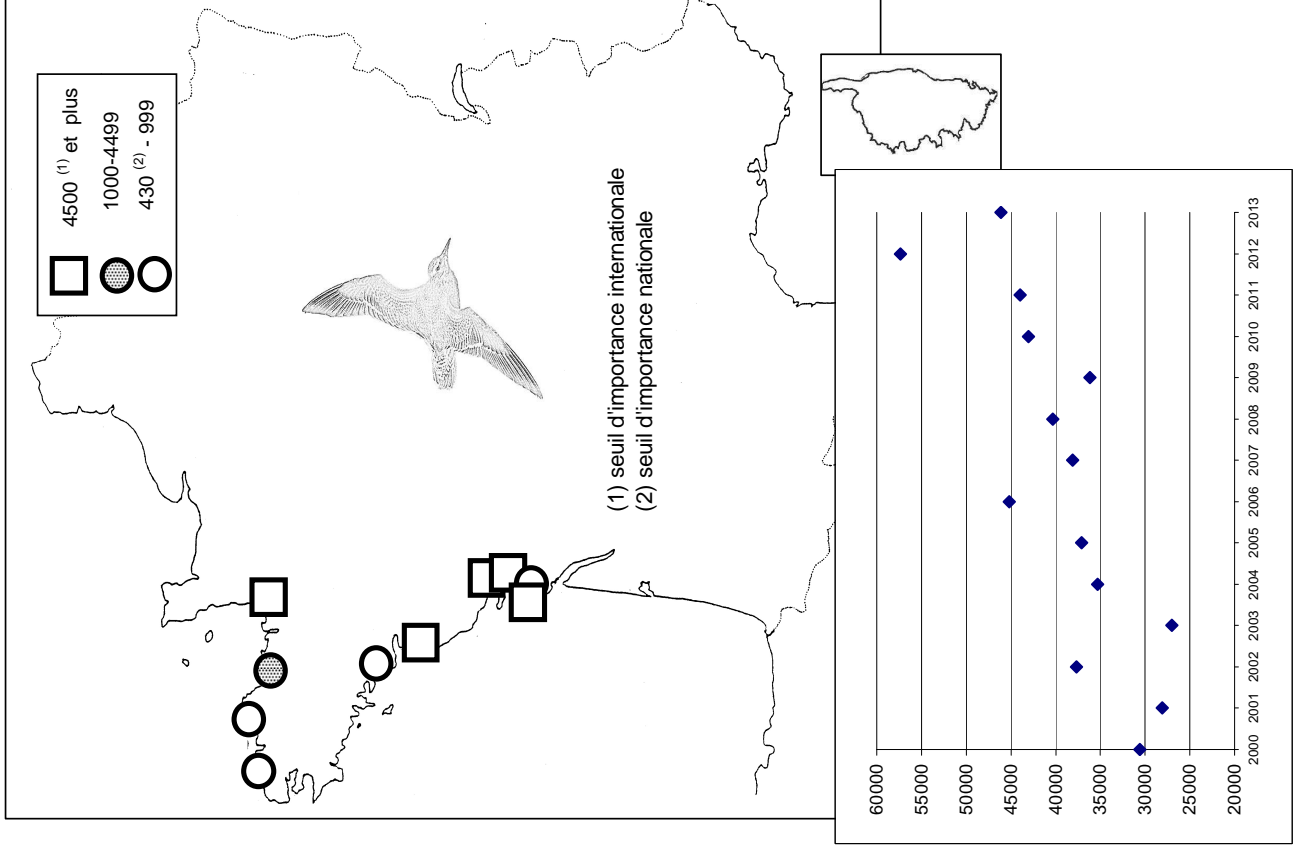 4500 (1) et plus
1000-4499
430 (2) - 999
(1) seuil d'importance internationale
(2) seuil d'importance nationale
60000
55000
50000
45000
40000
35000
30000
25000
20000
2000 2001 2002 2003 2004 2005 2006 2007 2008 2009 2010 2011 2012 2013